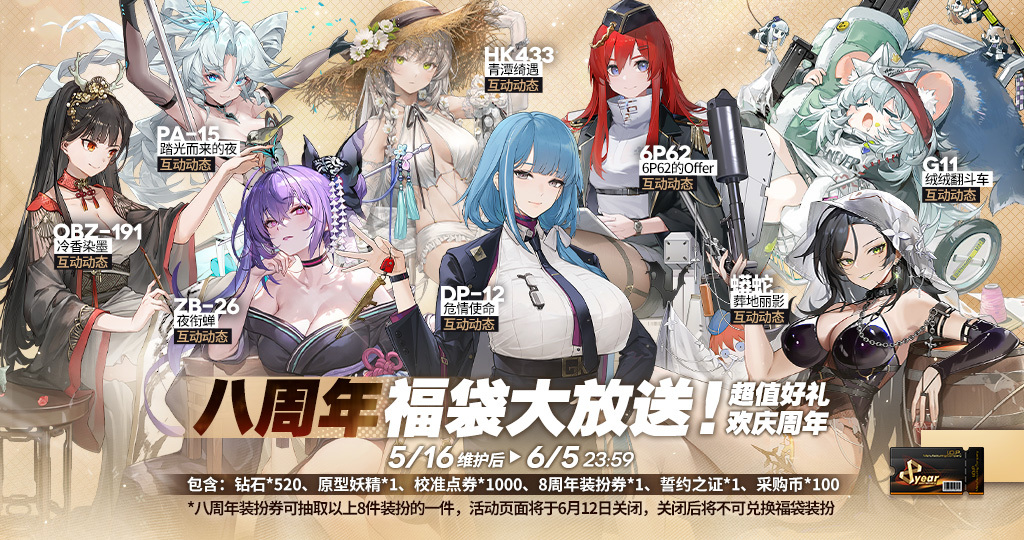 HK433
青潭绮遇
互动动态
PA-15
踏光而来的夜
互动动态
6P62
6P62的Offer
互动动态
G11
绒绒翻斗车
互动动态
QBZ-191
冷香染墨
互动动态
ZB-26
夜衔蝉
互动动态
DP-12
危情使命
互动动态
蟒蛇
葬地丽影
互动动态
八周年 福袋大放送！
超值好礼
欢庆周年
5/16 维护后 ▶ 6/5 23:59
包含：钻石*520、原型妖精*1、校准点券*1000、8周年装扮券*1、誓约之证*1、采购币*100
*八周年装扮券可抽取以上8件装扮的一件，活动页面将于6月12日关闭，关闭后将不可兑换福袋装扮
8year